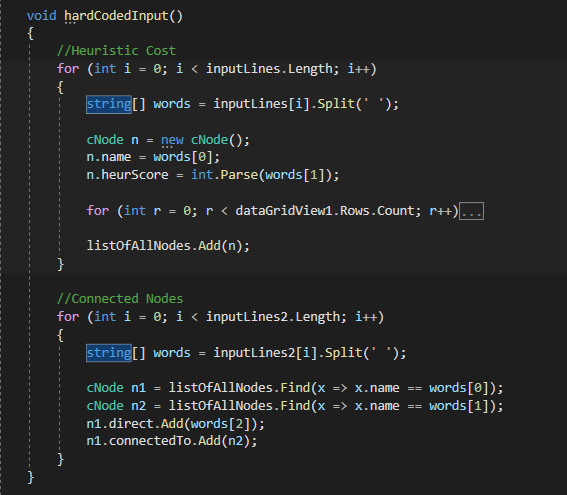 void hardCodedInput()
{
//Heuristic Cost
for (int i = 0; i < inputLines.Length; i++)
{
string[] words = inputLines[i].Split(' ');
cNode n = new cNode();
n.name = words[0];
n.heurScore = int.Parse(words[1]);
for (int r = 0; r < dataGridView1.Rows.Count; r++)...
listOfAllNodes.Add(n);
}
//Connected Nodes
for (int i = 0; i < inputLines2.Length; i++)
{
string[] words = inputLines2[i].Split(' ');
cNode n1 = listOfAllNodes.Find(x => x.name == words[0]);
cNode n2 = listOfAllNodes.Find(x => x.name == words[1]);
n1.direct.Add(words[2]);
n1.connectedTo.Add(n2);
}
}